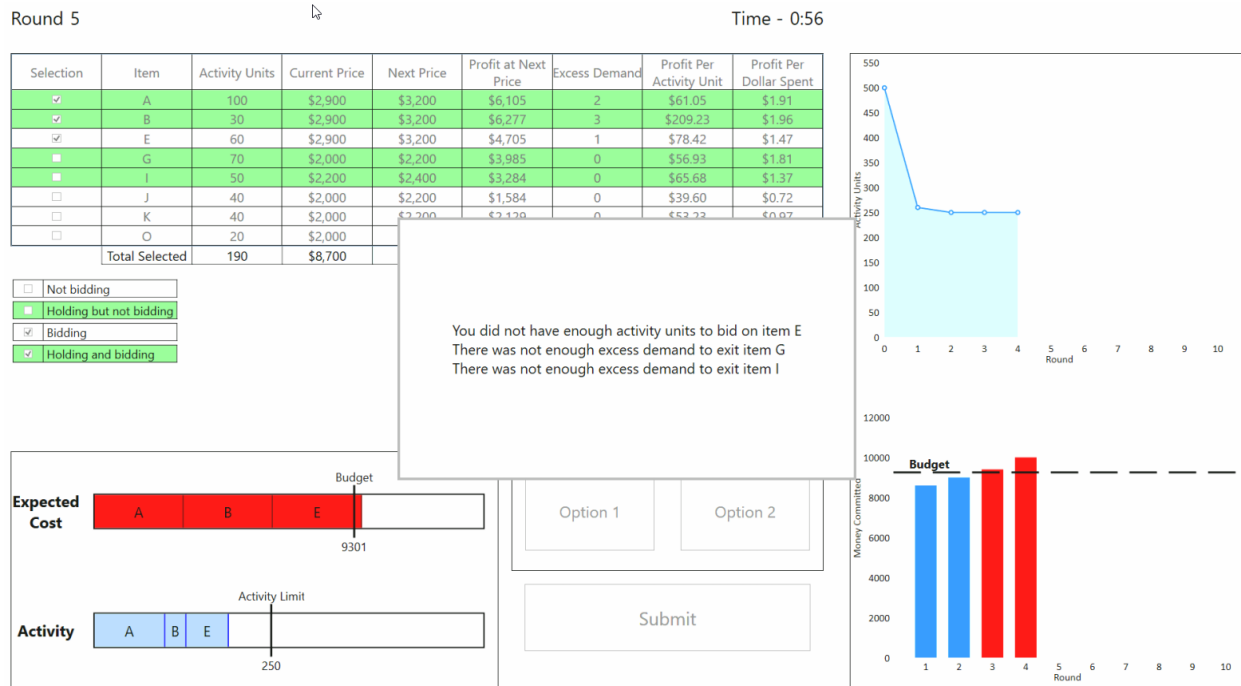 Round 5
Time - 0:56
Selection Item Activity Units Current Price Next Price Profit at Next Price Excess Demand Profit Per Activity Unit Profit Per Dollar Spent
A 100 $2,900 $3,200 $6,105 2 $61.05 $1.91
B 30 $2,900 $3,200 $6,277 3 $209.23 $1.96
E 60 $2,900 $3,200 $4,705 1 $78.42 $1.47
G 70 $2,000 $2,200 $3,985 0 $56.93 $1.81
I 50 $2,200 $2,400 $3,284 0 $65.68 $1.37
J 40 $2,000 $2,200 $1,584 0 $39.60 $0.72
K 40 $2,000 $2,200 $2,129 0 $53.23 $0.97
O 20 $2,000
Total Selected 190 $8,700
Not bidding
Holding but not bidding
Bidding
Holding and bidding
You did not have enough activity units to bid on item E
There was not enough excess demand to exit item G
There was not enough excess demand to exit item I
Budget
Expected Cost
A B E
9301
Activity Limit
Activity
A B E
250
Option 1
Option 2
Submit
550
500
450
400
350
300
250
200
150
100
50
0
Activity Units
0 1 2 3 4 5 6 7 8 9 10
Round
12000
10000
8000
6000
4000
2000
0
Money Committed
Budget
1 2 3 4 5 6 7 8 9 10
Round